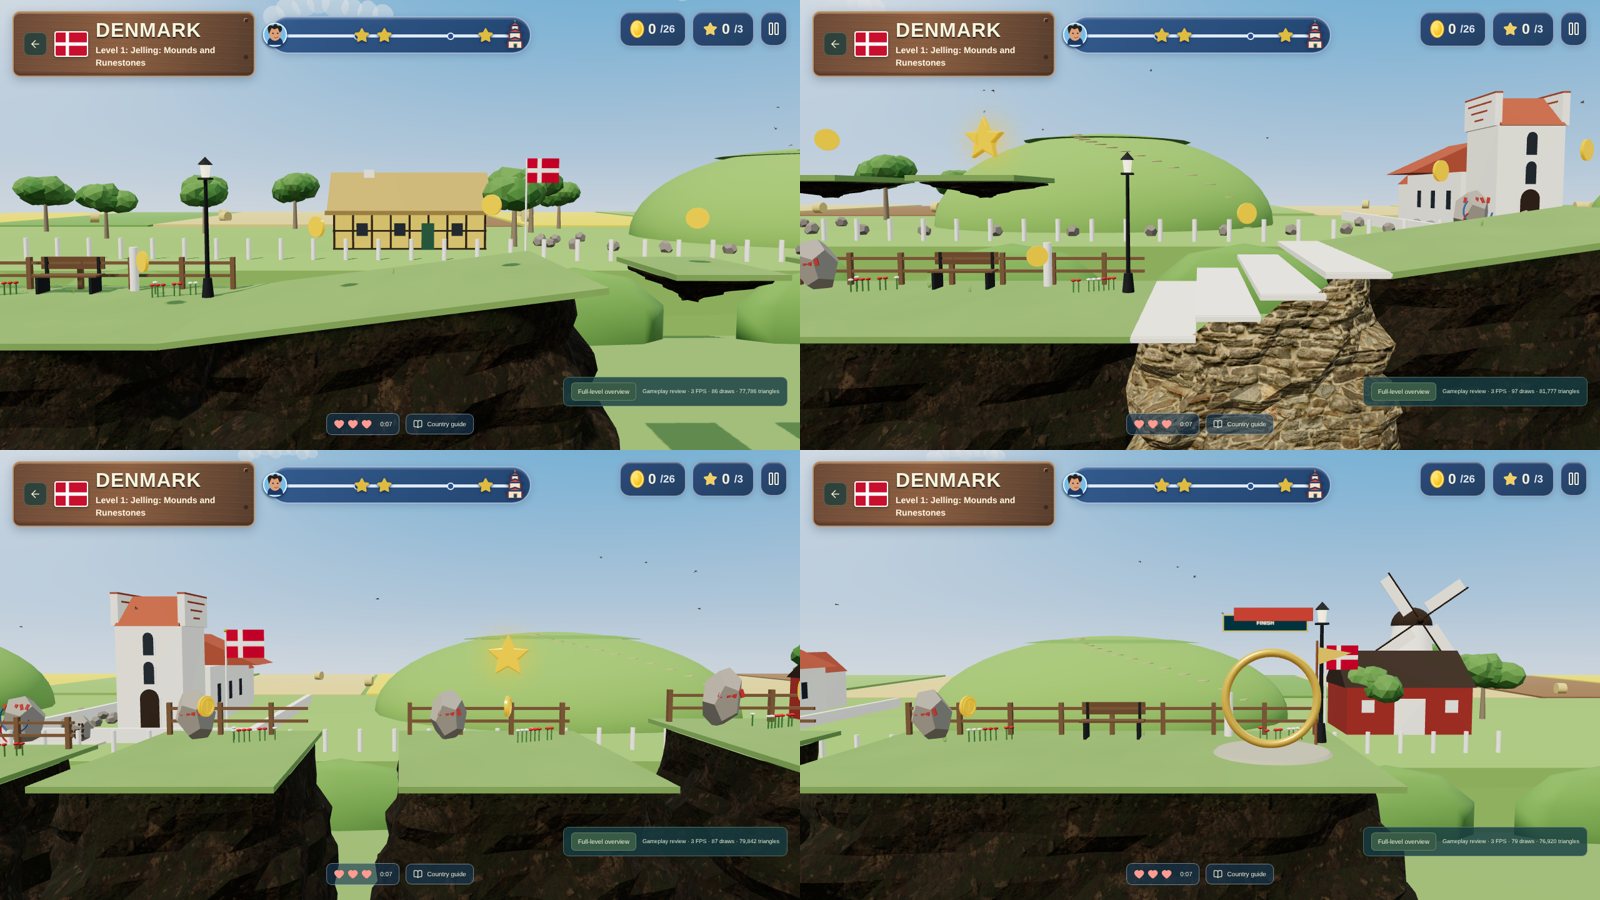 DENMARK
Level 1: Jelling: Mounds and
Runestones
0 /26
0 /3
Full-level overview
Gameplay review · 3 FPS · 86 draws · 77,786 triangles
0:07
Country guide
DENMARK
Level 1: Jelling: Mounds and
Runestones
0 /26
0 /3
Full-level overview
Gameplay review · 3 FPS · 97 draws · 81,777 triangles
0:07
Country guide
DENMARK
Level 1: Jelling: Mounds and
Runestones
0 /26
0 /3
Full-level overview
Gameplay review · 3 FPS · 87 draws · 79,842 triangles
0:07
Country guide
DENMARK
Level 1: Jelling: Mounds and
Runestones
0 /26
0 /3
FINISH
Full-level overview
Gameplay review · 3 FPS · 79 draws · 76,920 triangles
0:07
Country guide